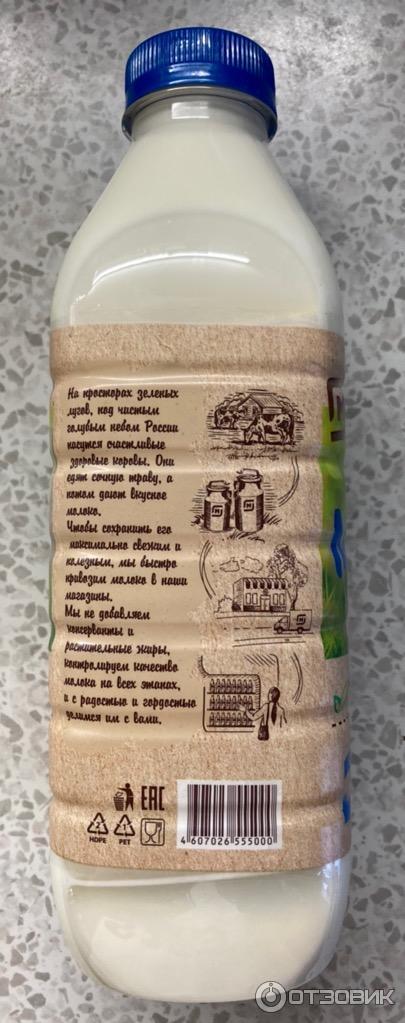 На просторах зеленых
лугов, под чистым
голубым небом России
пасутся счастливые
здоровые коровы. Они
едят сочную траву, а
потом дают вкусное
молоко.
Чтобы сохранить его
максимально свежим и
полезным, мы быстро
привозим молоко в наши
магазины.
Мы не добавляем
консерванты и
растительные жиры,
контролируем качество
молока на всех этапах,
и с радостью и гордостью
делимся им с вами.
EAC
2
HDPE
1
PET
4 607026 555000
ОТЗОВИК